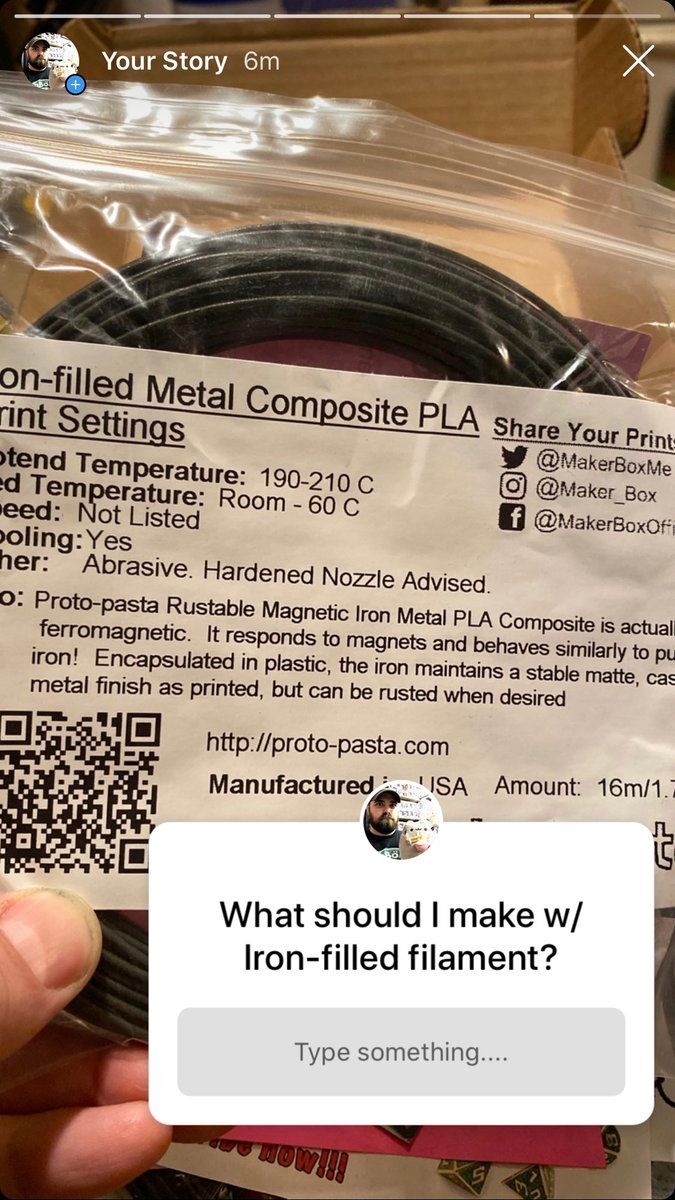 Your Story 6m
on-filled Metal Composite PLA
rint Settings
otend Temperature: 190-210 C
ed Temperature: Room - 60 C
peed: Not Listed
ooling: Yes
her: Abrasive. Hardened Nozzle Advised.
o: Proto-pasta Rustable Magnetic Iron Metal PLA Composite is actuall
ferromagnetic. It responds to magnets and behaves similarly to pu
iron! Encapsulated in plastic, the iron maintains a stable matte, cas
metal finish as printed, but can be rusted when desired
Share Your Prints
@MakerBoxMe
@Maker_Box
@MakerBoxOffi
http://proto-pasta.com
Manufactured USA Amount: 16m/1.7
What should I make w/
Iron-filled filament?
Type something....
now!!!